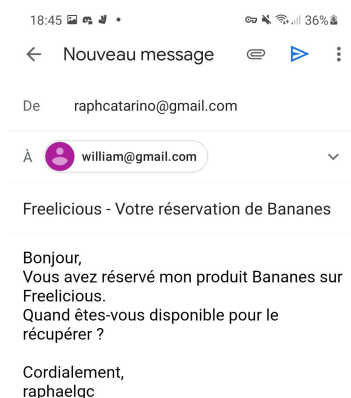 18:45 36%
Nouveau message
De raphcatarino@gmail.com
À william@gmail.com
Freelicious - Votre réservation de Bananes
Bonjour,
Vous avez réservé mon produit Bananes sur
Freelicious.
Quand êtes-vous disponible pour le
récupérer ?
Cordialement,
raphaelgc